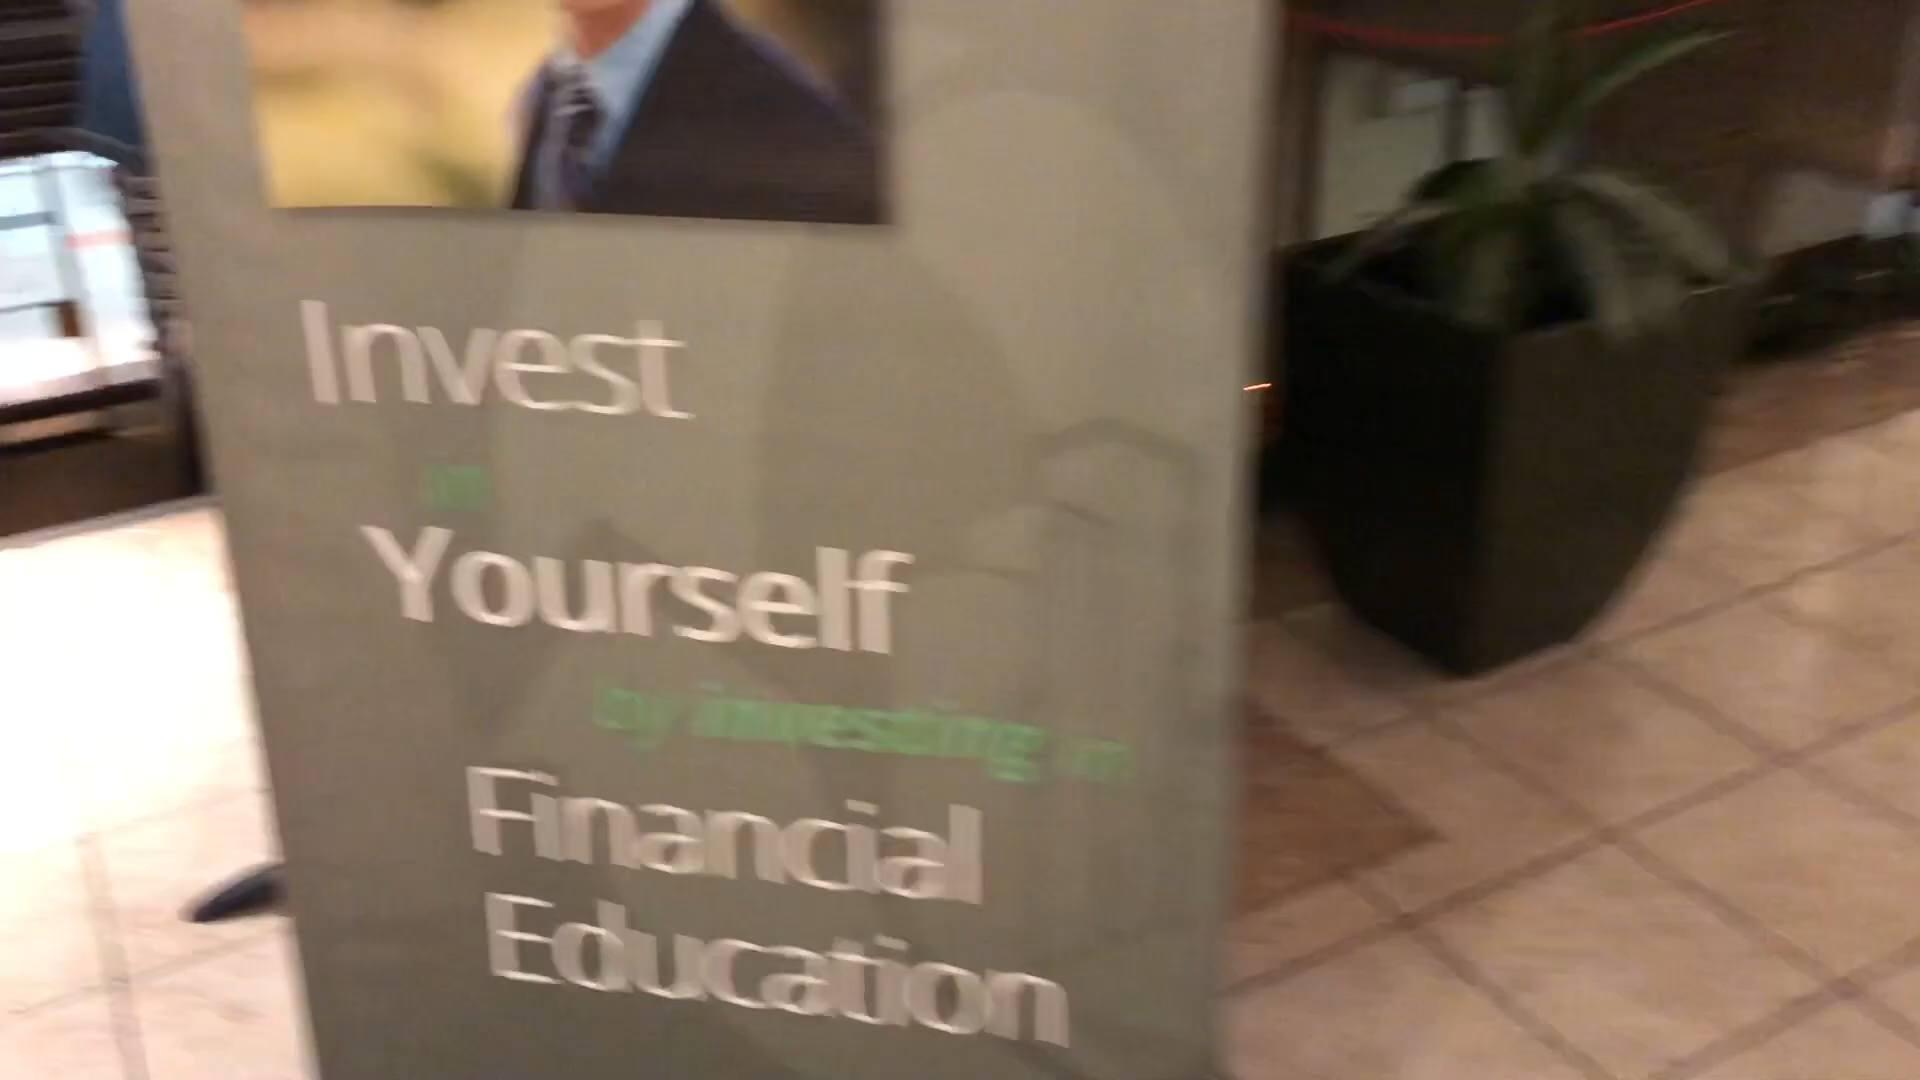 Invest
in
Yourself
by investing in
Financial
Education